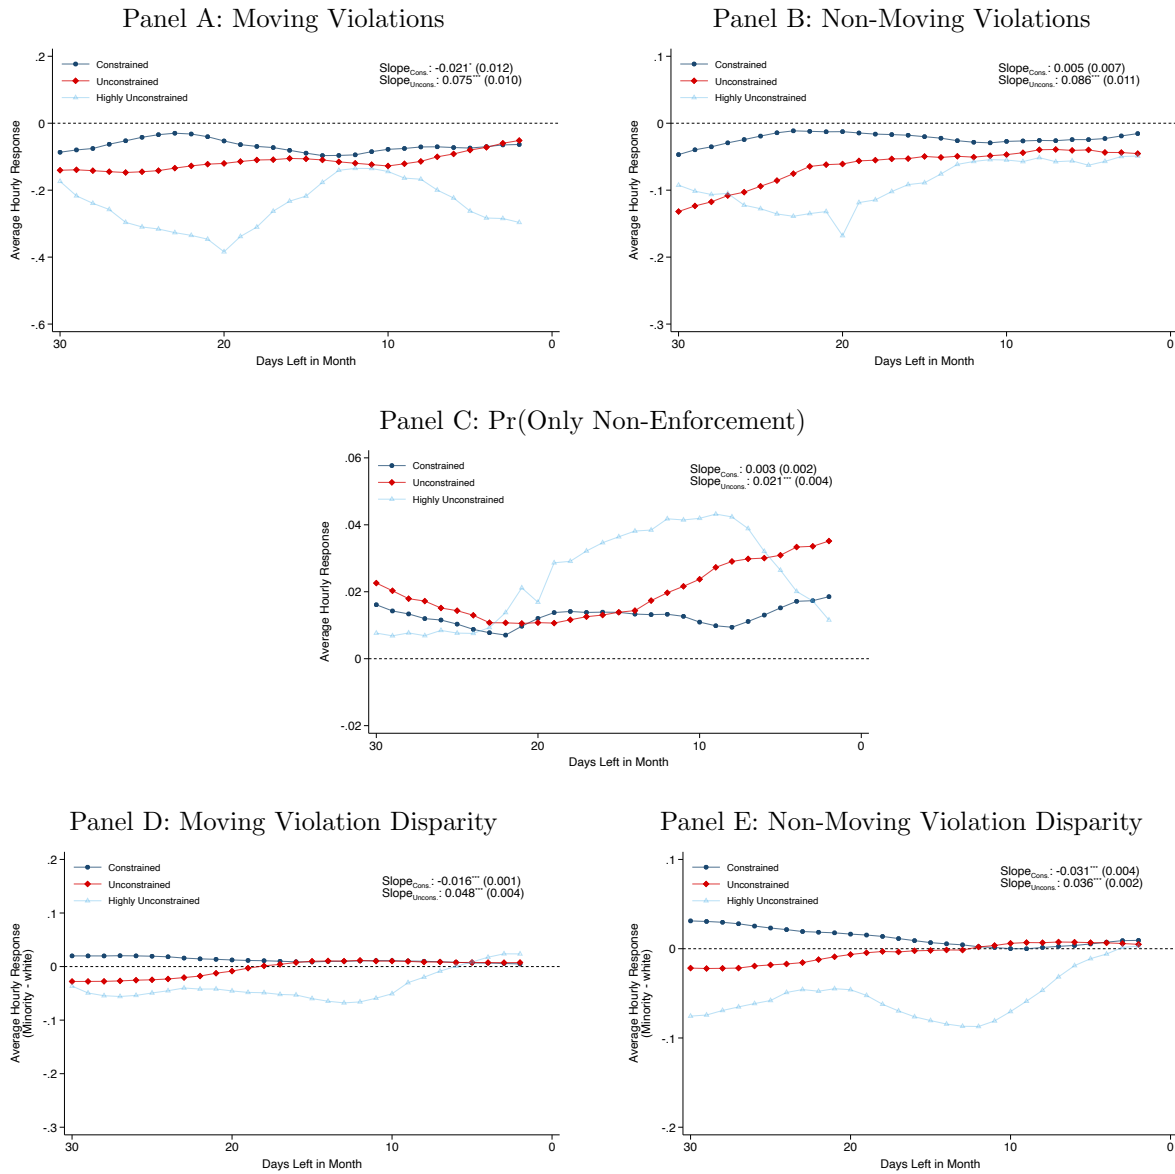 Panel A: Moving Violations
.2
0
-.2
-.4
-.6
Average Hourly Response
Constrained
Unconstrained
Highly Unconstrained
Slope_Cons.: -0.021* (0.012)
Slope_Uncons.: 0.075*** (0.010)
30
20
10
0
Days Left in Month
Panel B: Non-Moving Violations
.1
0
-.1
-.2
-.3
Average Hourly Response
Constrained
Unconstrained
Highly Unconstrained
Slope_Cons.: 0.005 (0.007)
Slope_Uncons.: 0.086*** (0.011)
30
20
10
0
Days Left in Month
Panel C: Pr(Only Non-Enforcement)
.06
.04
.02
0
-.02
Average Hourly Response
Constrained
Unconstrained
Highly Unconstrained
Slope_Cons.: 0.003 (0.002)
Slope_Uncons.: 0.021*** (0.004)
30
20
10
0
Days Left in Month
Panel D: Moving Violation Disparity
.2
.1
0
-.1
-.2
-.3
Average Hourly Response
(Minority - white)
Constrained
Unconstrained
Highly Unconstrained
Slope_Cons.: -0.016*** (0.001)
Slope_Uncons.: 0.048*** (0.004)
30
20
10
0
Days Left in Month
Panel E: Non-Moving Violation Disparity
.1
0
-.1
-.2
Average Hourly Response
(Minority - white)
Constrained
Unconstrained
Highly Unconstrained
Slope_Cons.: -0.031*** (0.004)
Slope_Uncons.: 0.036*** (0.002)
30
20
10
0
Days Left in Month